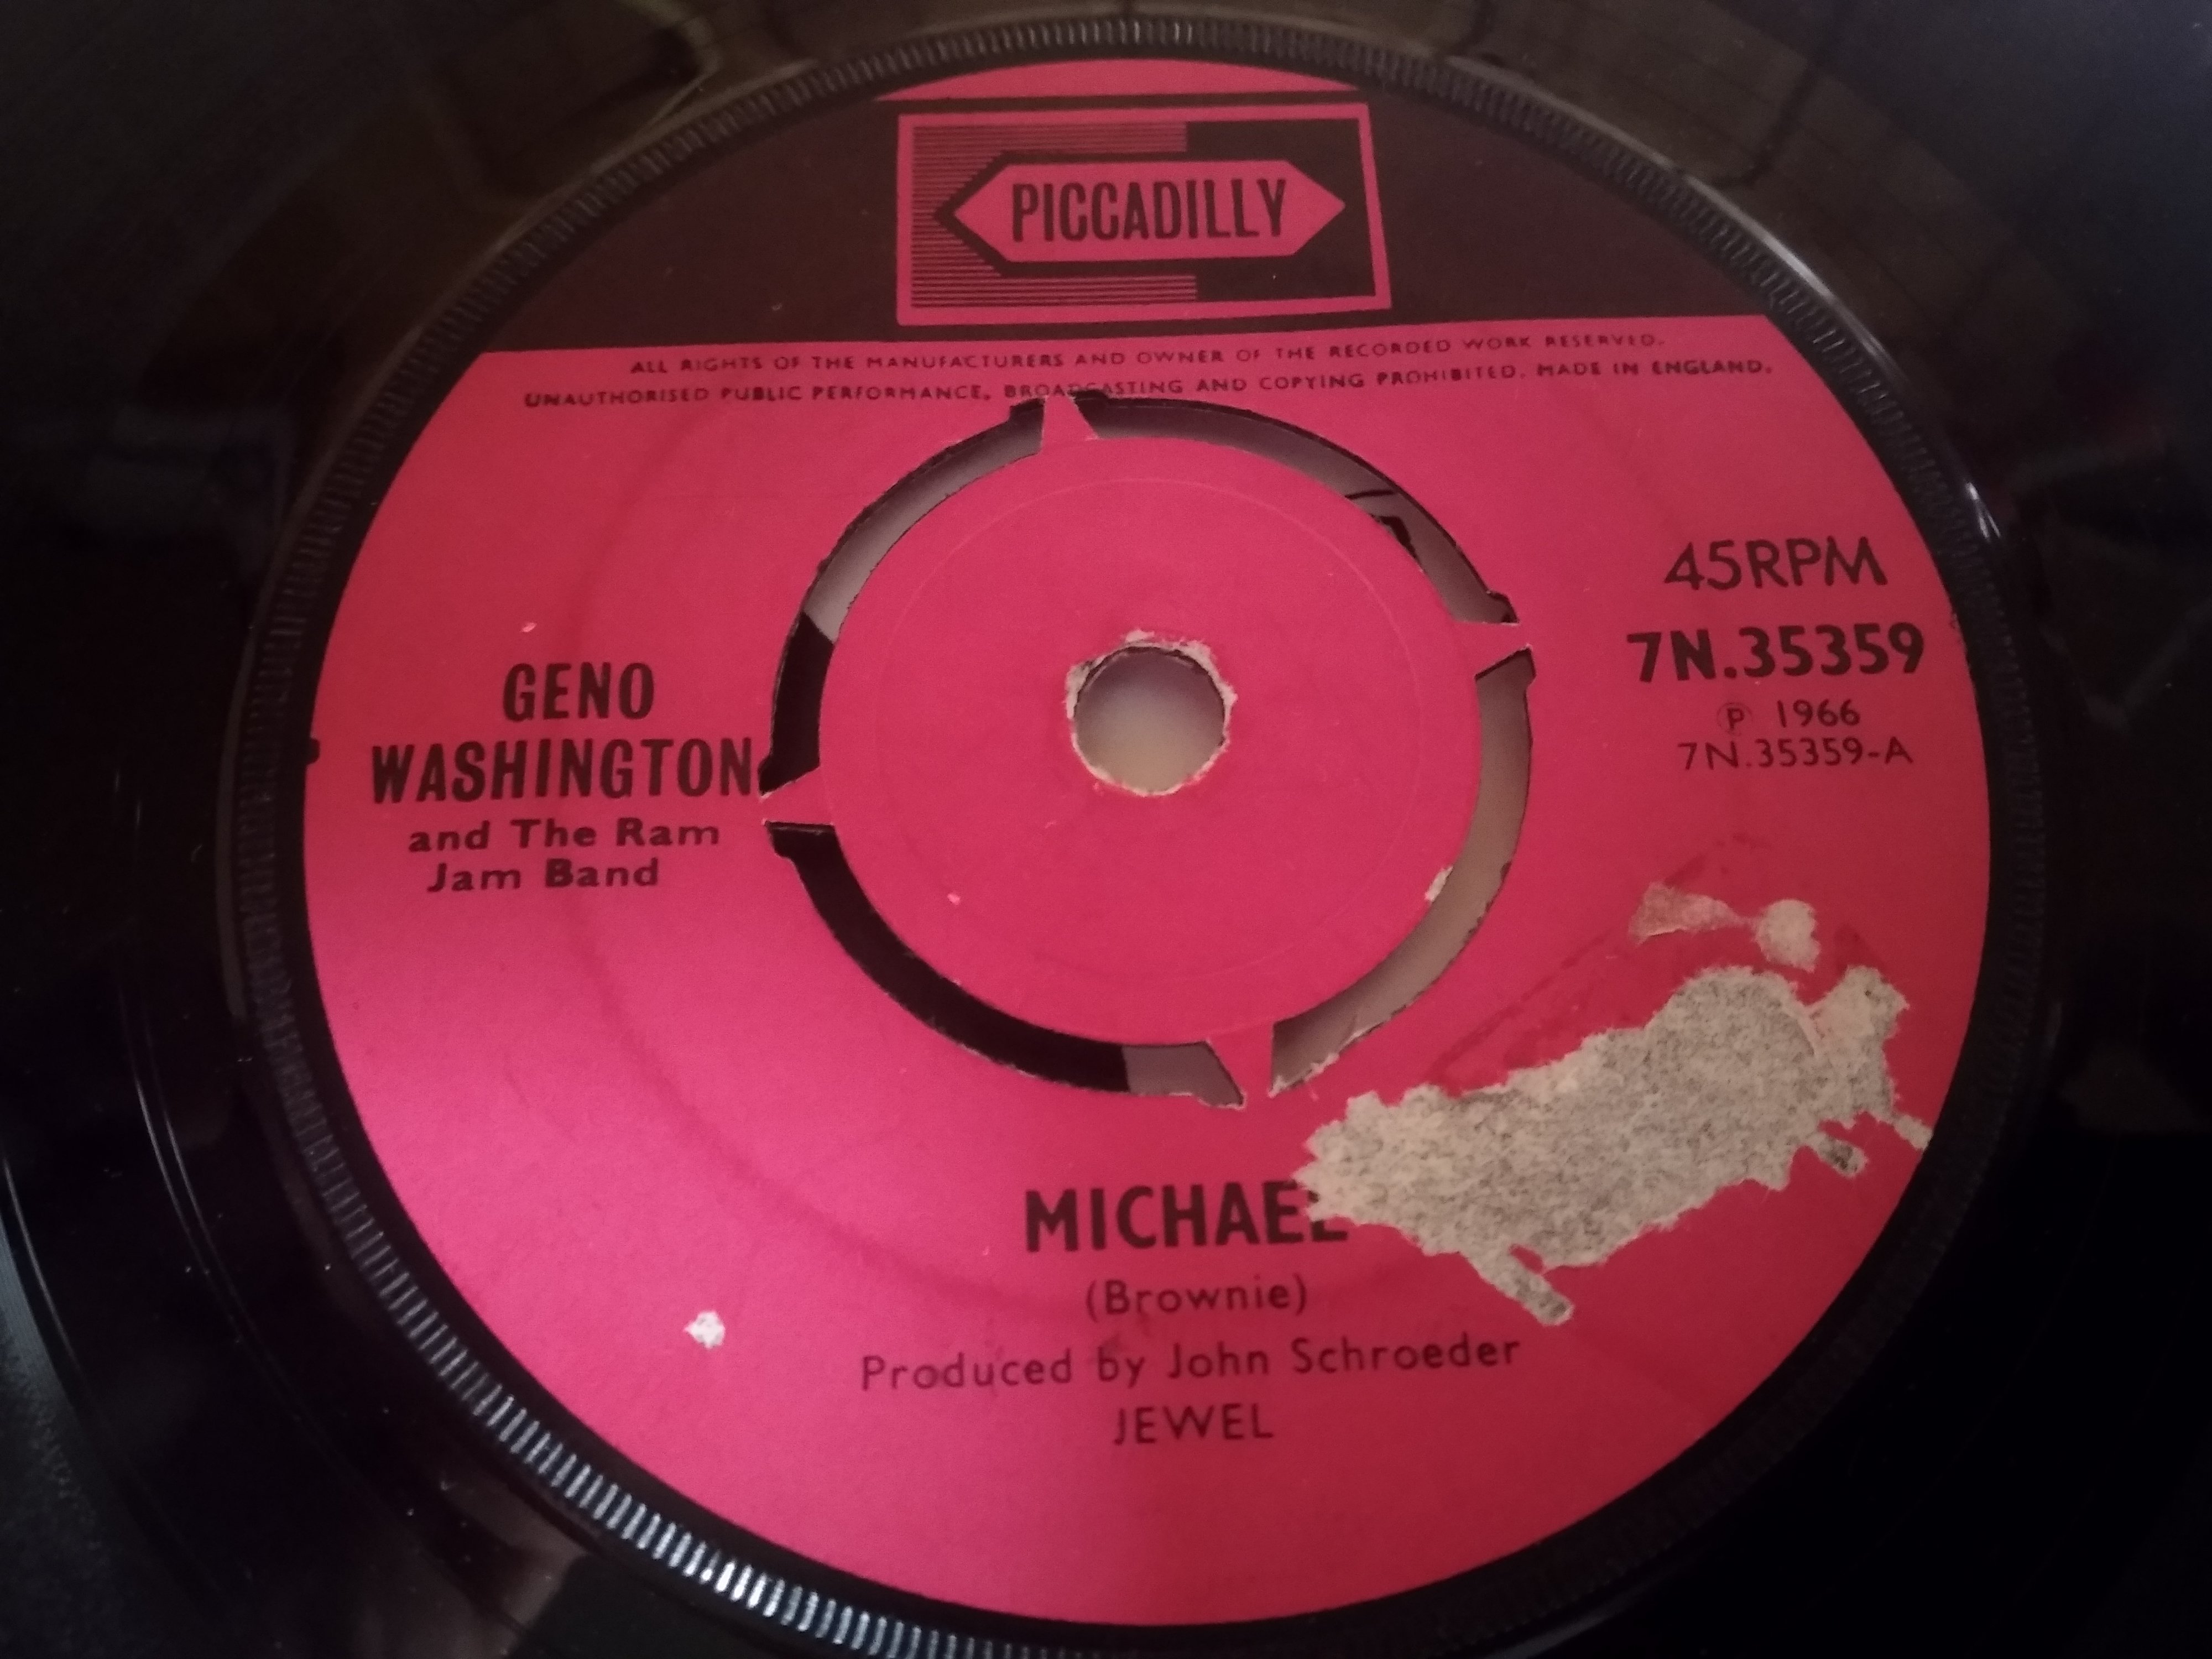 PICCADILLY
ALL RIGHTS OF THE MANUFACTURERS AND OWNER OF THE RECORDED WORK RESERVED.
UNAUTHORISED PUBLIC PERFORMANCE, BROADCASTING AND COPYING PROHIBITED. MADE IN ENGLAND.
45RPM
7N.35359
℗ 1966
7N.35359-A
GENO
WASHINGTON
and The Ram
Jam Band
MICHAEL
(Brownie)
Produced by John Schroeder
JEWEL